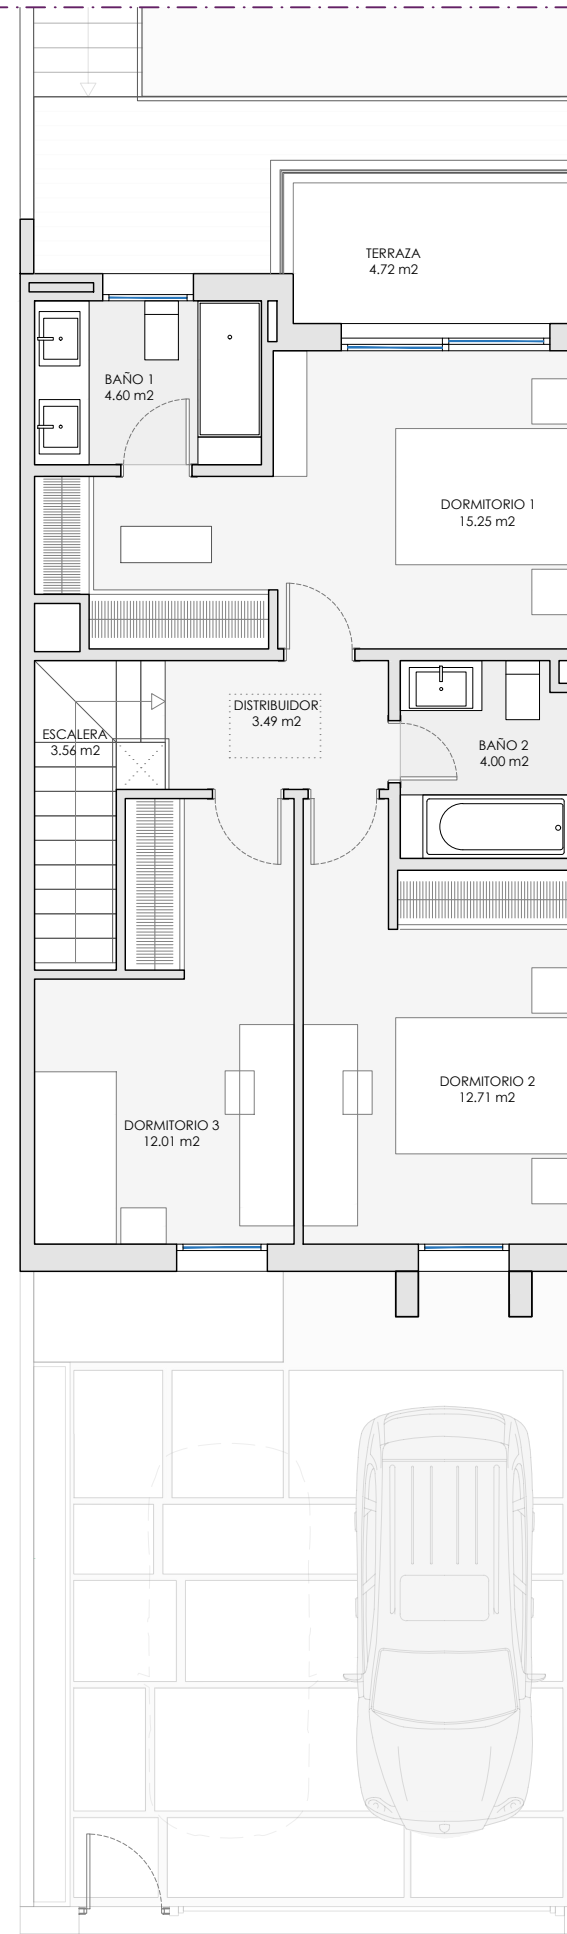 TERRAZA
4.72 m2
BAÑO 1
4.60 m2
DORMITORIO 1
15.25 m2
DISTRIBUIDOR
3.49 m2
ESCALERA
3.56 m2
BAÑO 2
4.00 m2
DORMITORIO 2
12.71 m2
DORMITORIO 3
12.01 m2